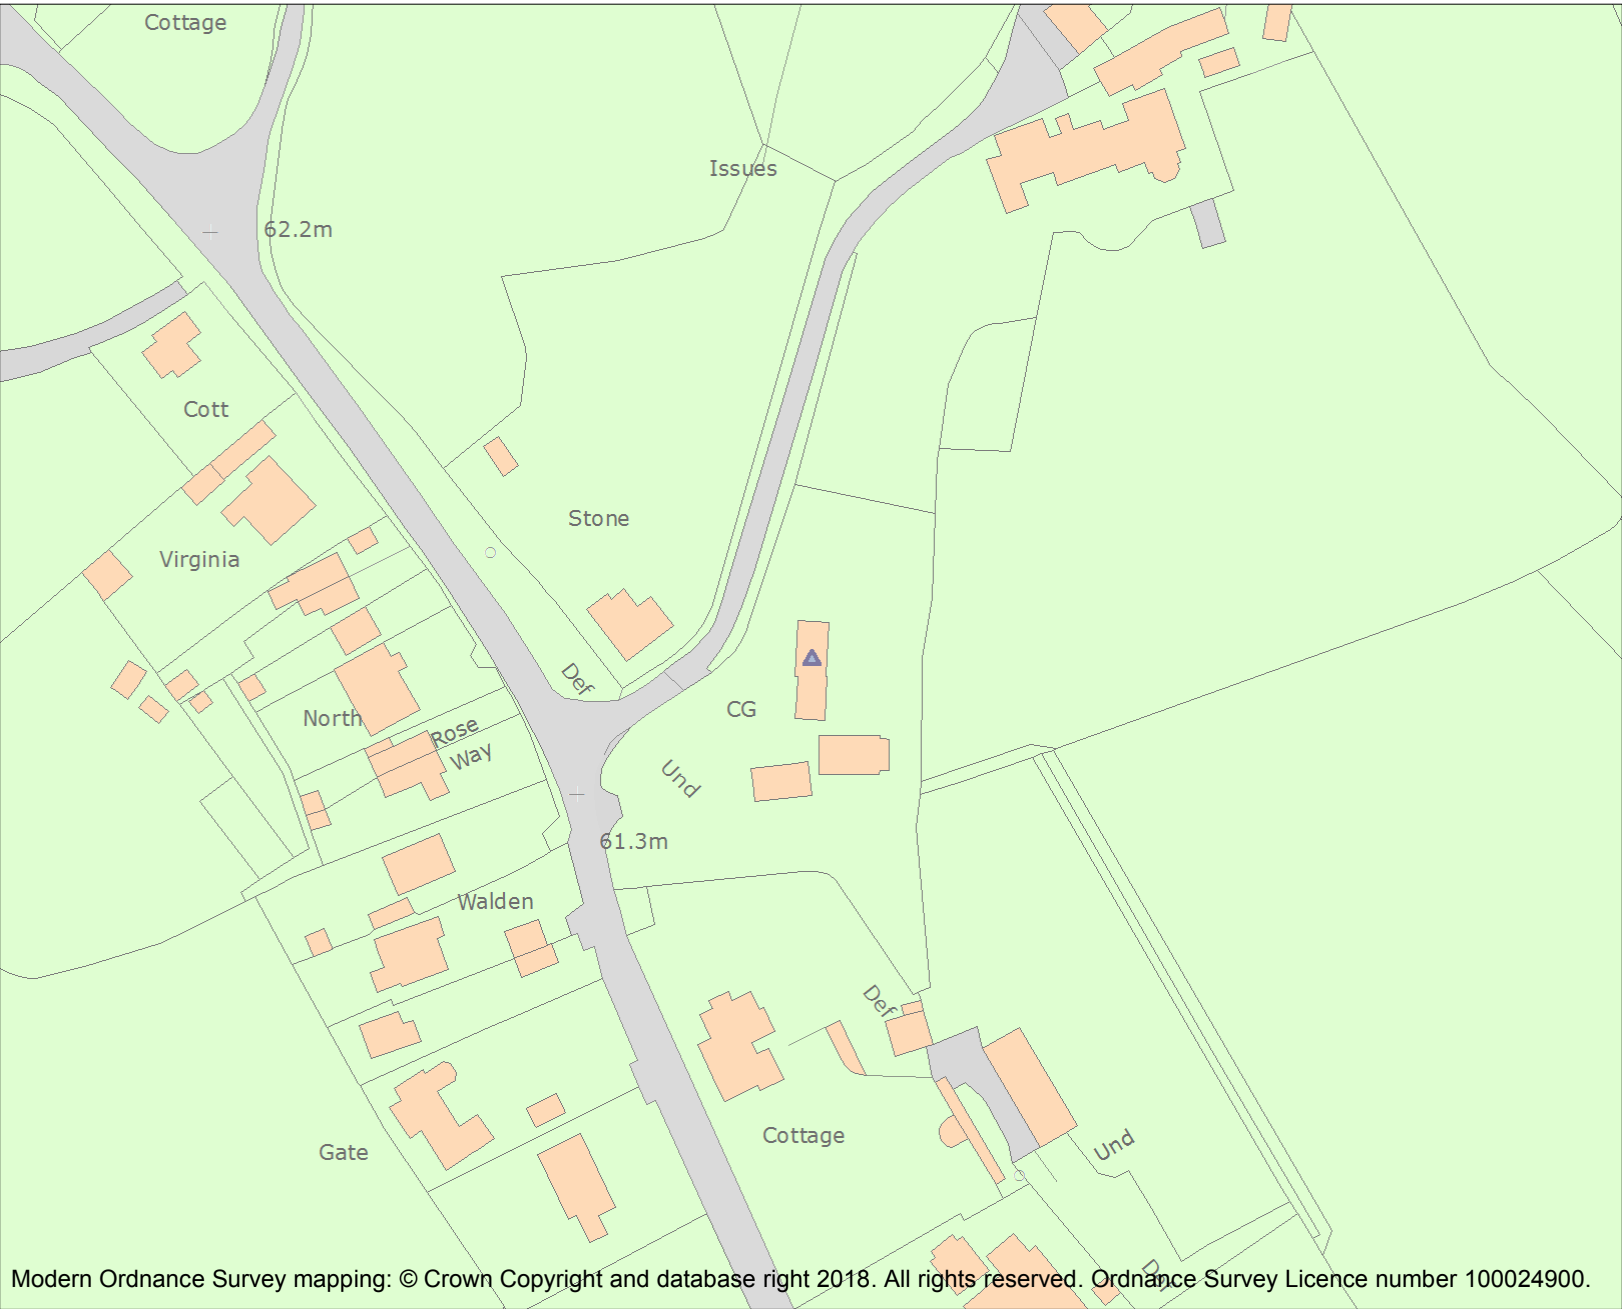 Cottage
Issues
62.2m
Cott
Stone
Virginia
Def
North
Rose
Way
CG
Und
61.3m
Walden
Def
Cottage
Und
Gate
Def
Modern Ordnance Survey mapping: © Crown Copyright and database right 2018. All rights reserved. Ordnance Survey Licence number 100024900.